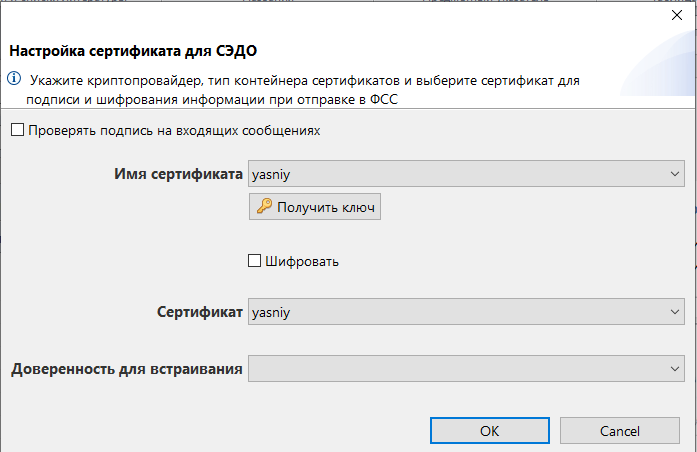 Настройка сертификата для СЭДО
Укажите криптопровайдер, тип контейнера сертификатов и выберите сертификат для
подписи и шифрования информации при отправке в ФСС
Проверять подпись на входящих сообщениях
Имя сертификата yasniy
Получить ключ
Шифровать
Сертификат yasniy
Доверенность для встраивания
OK Cancel